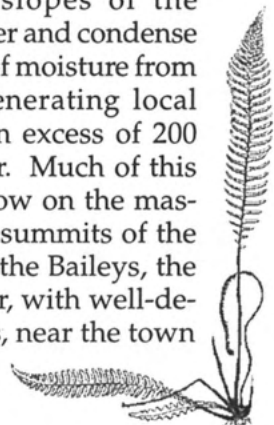 slopes of the
er and condense
f moisture from
enerating local
n excess of 200
r. Much of this
ow on the mas-
summits of the
the Baileys, the
r, with well-de-
, near the town